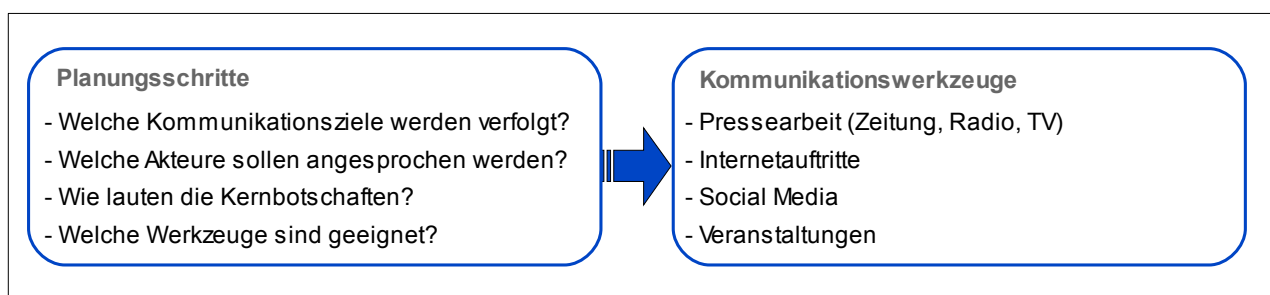 Planungsschritte
- Welche Kommunikationsziele werden verfolgt?
- Welche Akteure sollen angesprochen werden?
- Wie lauten die Kernbotschaften?
- Welche Werkzeuge sind geeignet?
Kommunikationswerkzeuge
- Pressearbeit (Zeitung, Radio, TV)
- Internetauftritte
- Social Media
- Veranstaltungen